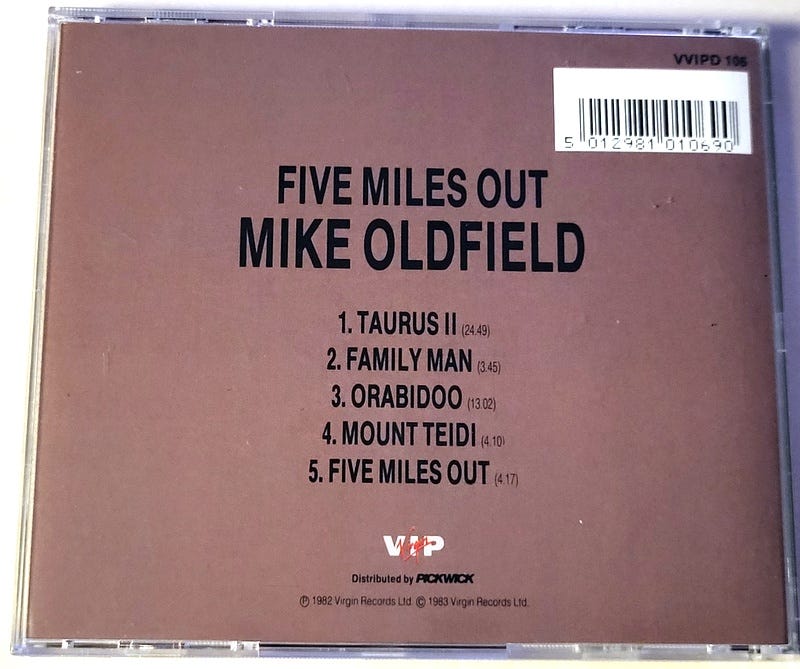 VVIPD 106
5 012981 010690
FIVE MILES OUT
MIKE OLDFIELD
1. TAURUS II (24.49)
2. FAMILY MAN (3.45)
3. ORABIDOO (13.02)
4. MOUNT TEIDI (4.10)
5. FIVE MILES OUT (4.17)
VIP Virgin
Distributed by PICKWICK
℗ 1982 Virgin Records Ltd. © 1983 Virgin Records Ltd.